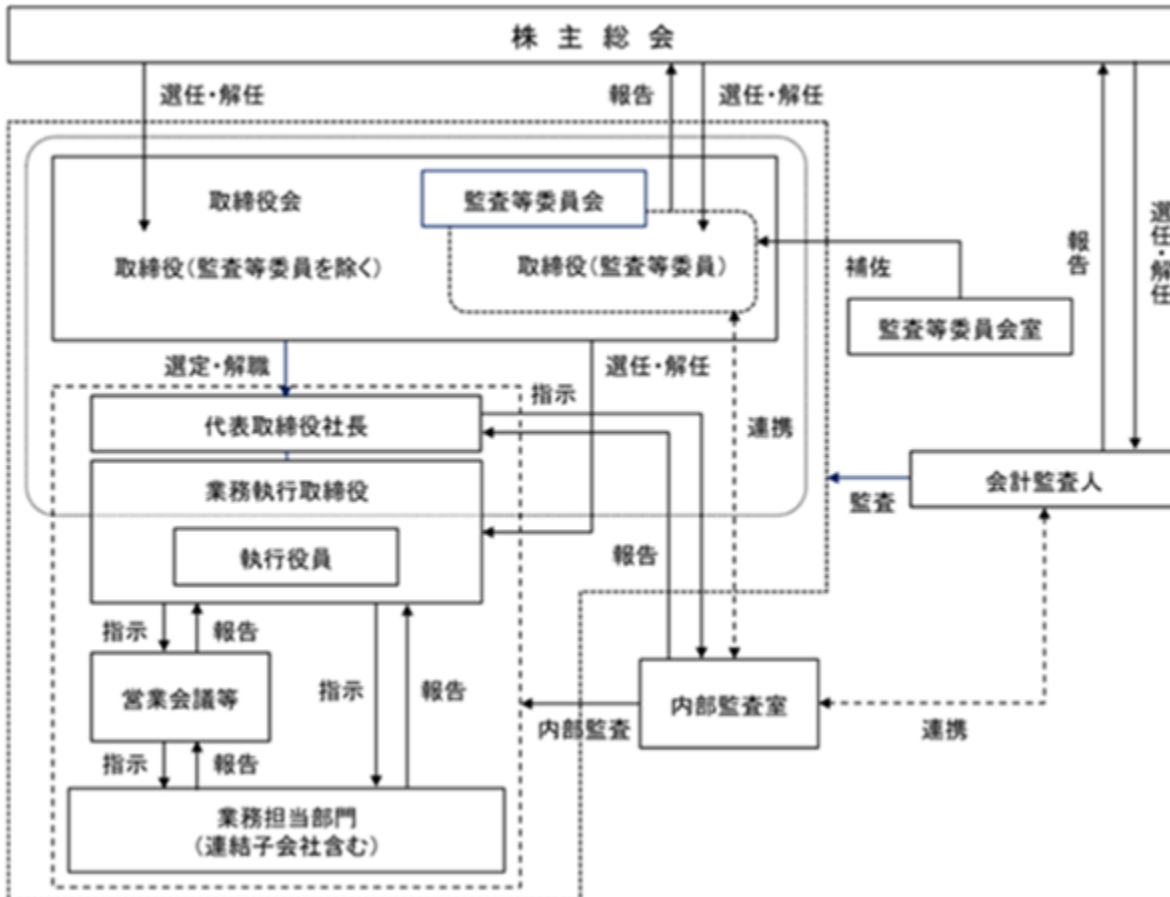 株主総会
選任・解任
報告
選任・解任
報告
選任・解任
取締役会
監査等委員会
取締役（監査等委員を除く）
取締役（監査等委員）
補佐
監査等委員会室
選定・解職
選任・解任
指示
代表取締役社長
連携
業務執行取締役
会計監査人
監査
執行役員
報告
指示
報告
営業会議等
指示
報告
内部監査室
内部監査
連携
指示
報告
業務担当部門
（連結子会社含む）